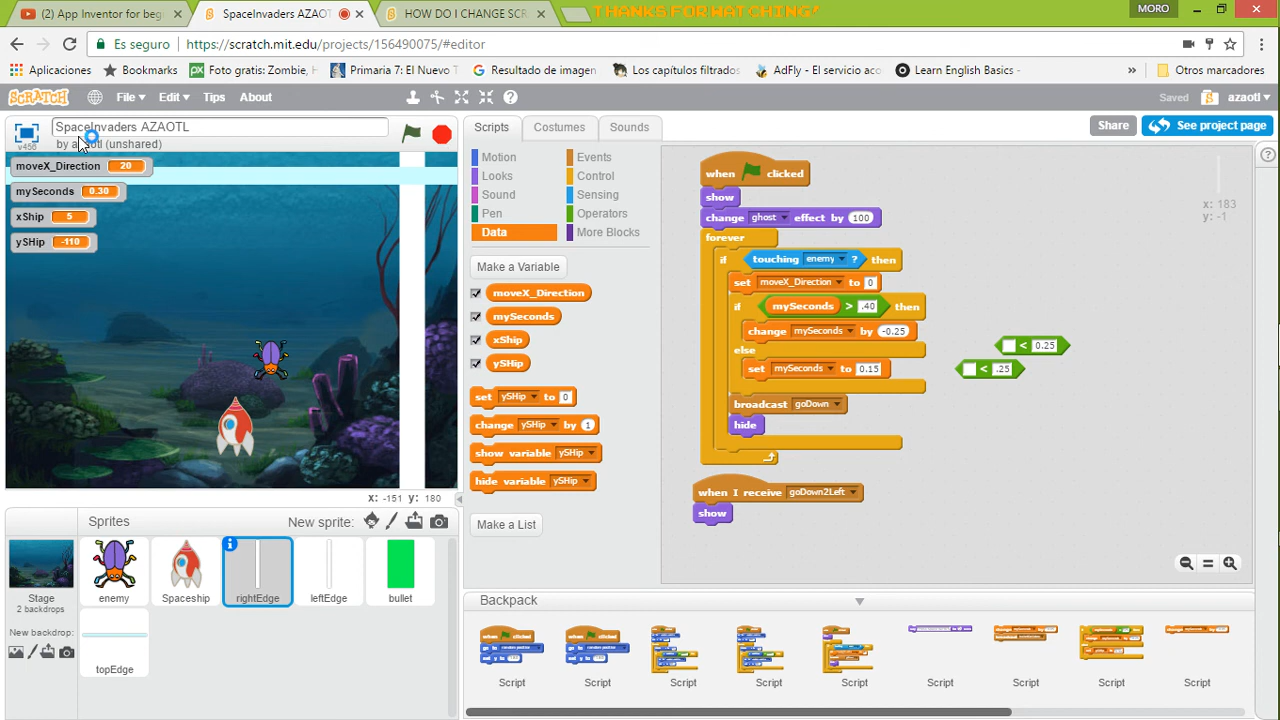 (2) App Inventor for beg
SpaceInvaders AZAOTL
HOW DO I CHANGE SCR
THANKS FOR WATCHING!
MORO
Es seguro
https://scratch.mit.edu/projects/156490075/#editor
Aplicaciones
Bookmarks
Foto gratis: Zombie, H
Primaria 7: El Nuevo T
Resultado de imagen
Los capítulos filtrados
AdFly - El servicio ac
Learn English Basics -
»
Otros marcadores
SCRATCH
File
Edit
Tips
About
Saved
azaotl
SpaceInvaders AZAOTL
v456
(unshared)
Scripts
Costumes
Sounds
Share
See project page
moveX_Direction 20
mySeconds 0.30
xShip 5
ySHip -110
x: -151 y: 180
Motion
Looks
Sound
Pen
Data
Events
Control
Sensing
Operators
More Blocks
Make a Variable
moveX_Direction
mySeconds
xShip
ySHip
set ySHip to 0
change ySHip by 1
show variable ySHip
hide variable ySHip
Make a List
when clicked
show
change ghost effect by 100
forever
if touching enemy ? then
set moveX_Direction to 0
if mySeconds > .40 then
change mySeconds by -0.25
else
set mySeconds to 0.15
broadcast goDown
hide
when I receive goDown2Left
show
< 0.25
< .25
x: 183
y: -1
Sprites
New sprite:
Stage
2 backdrops
New backdrop:
enemy
Spaceship
rightEdge
leftEdge
bullet
topEdge
Backpack
Script
Script
Script
Script
Script
Script
Script
Script
Script